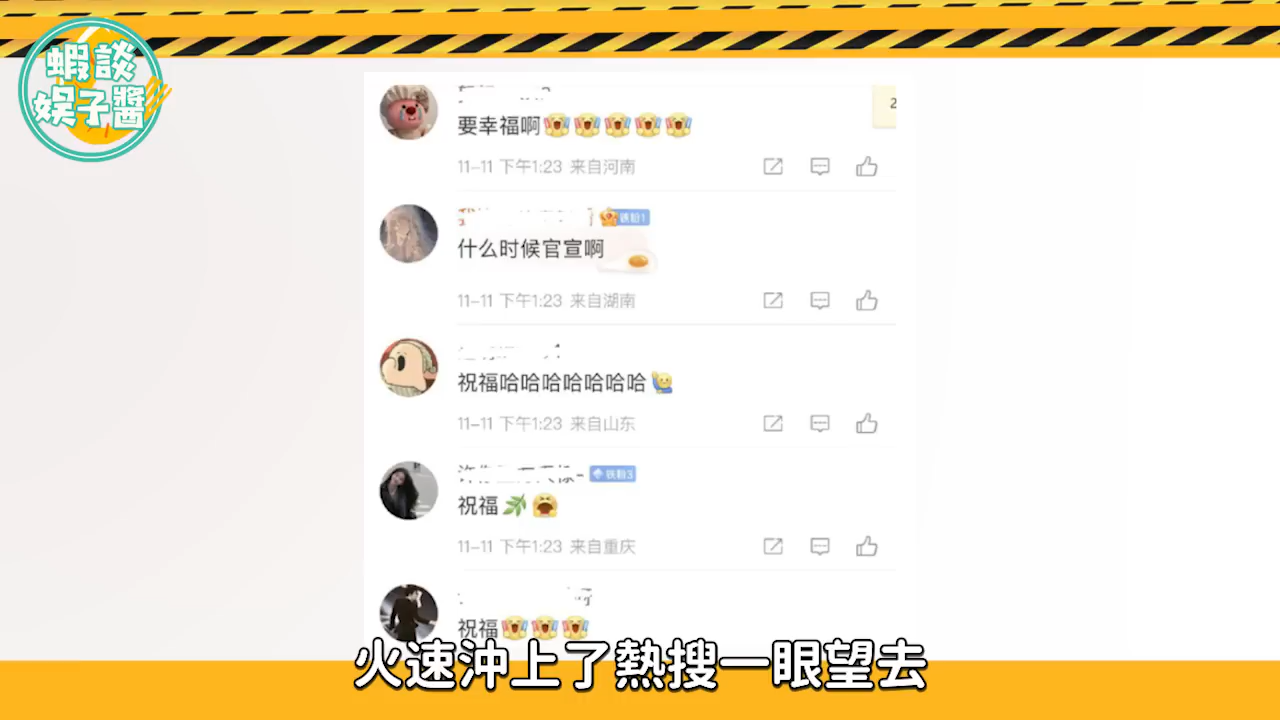 蝦談
娛子醬
2
要幸福啊
11-11 下午1:23 来自河南
铁粉1
什么时候官宣啊
11-11 下午1:23 来自湖南
祝福哈哈哈哈哈哈哈
11-11 下午1:23 来自山东
铁粉3
祝福
11-11 下午1:23 来自重庆
祝福
火速沖上了熱搜一眼望去